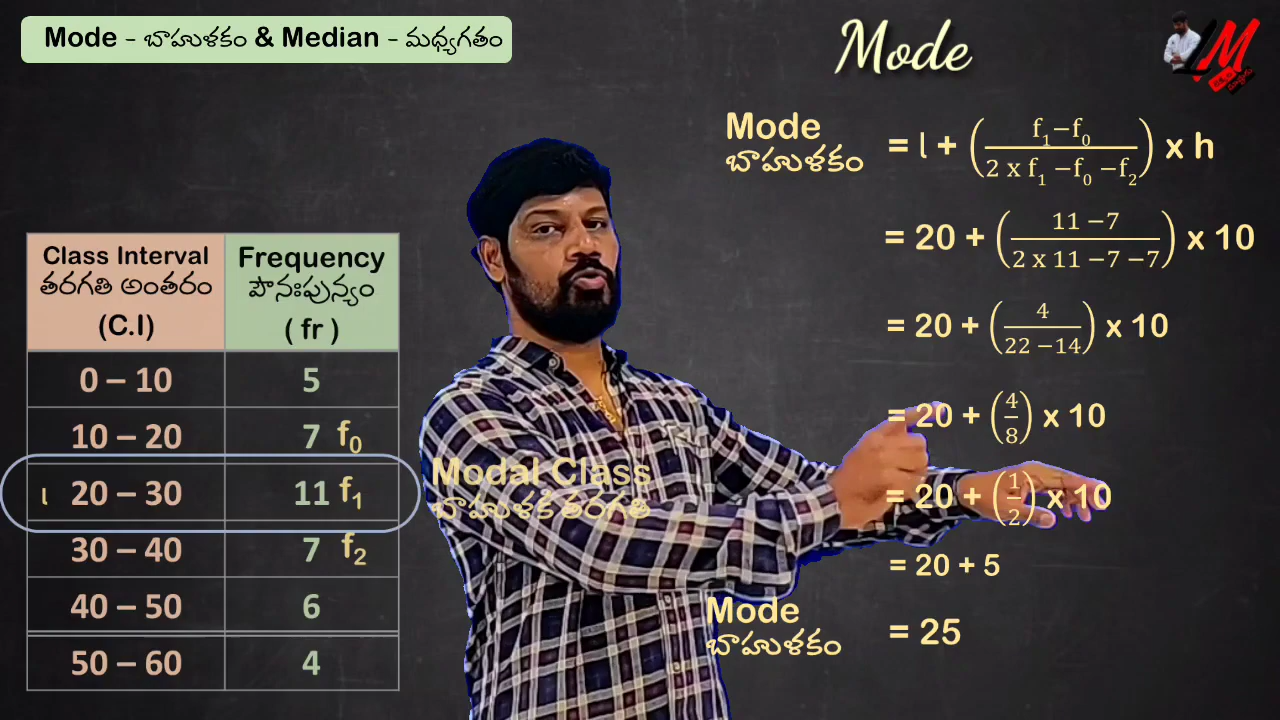 Mode - బాహుళకం & Median - మధ్యగతం
Mode
LM
Class Interval
తరగతి అంతరం
(C.I)
Frequency
పౌనఃపున్యం
( fr )
0 – 10 5
10 – 20 7 f₀
l 20 – 30 11 f₁
30 – 40 7 f₂
40 – 50 6
50 – 60 4
Modal Class
బాహుళక తరగతి
Mode
బాహుళకం
= l + ( (f₁−f₀) / (2 x f₁ −f₀ −f₂) ) x h
= 20 + ( (11 −7) / (2 x 11 −7 −7) ) x 10
= 20 + ( 4 / (22 −14) ) x 10
= 20 + ( 4/8 ) x 10
= 20 + ( 1/2 ) x 10
= 20 + 5
Mode
బాహుళకం
= 25